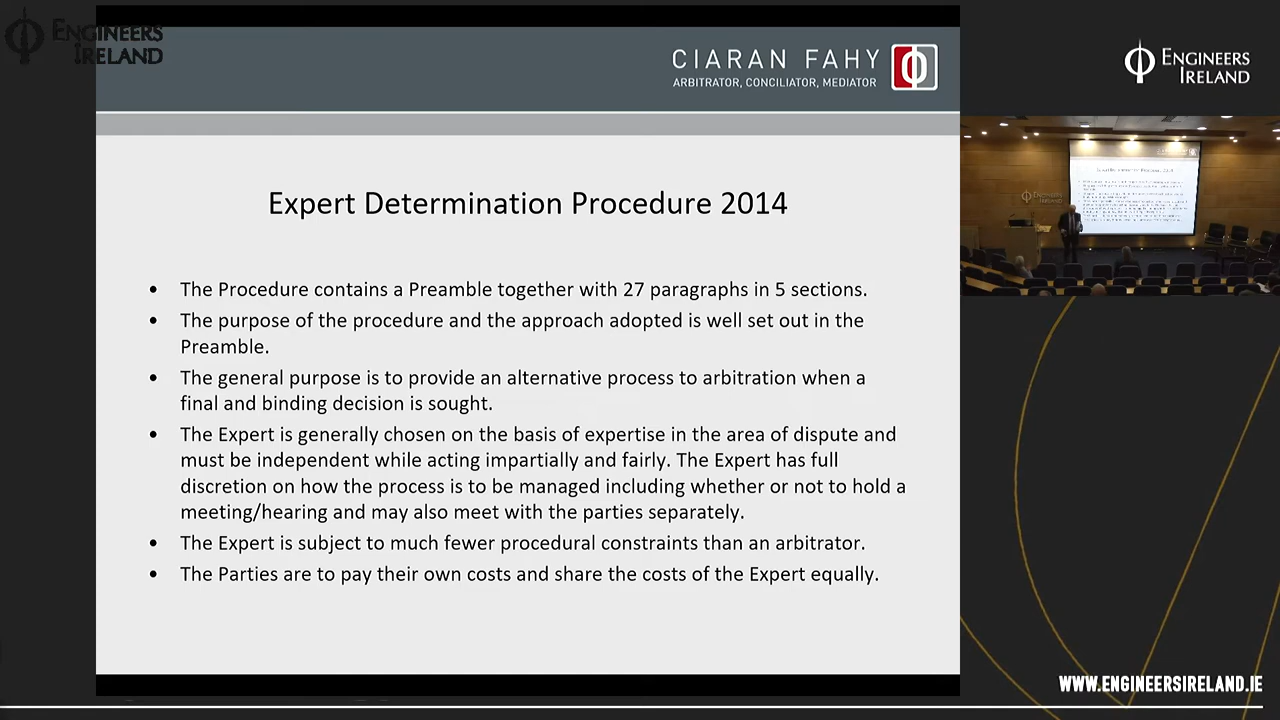 ENGINEERS
IRELAND
CIARAN FAHY
ARBITRATOR, CONCILIATOR, MEDIATOR
ENGINEERS
IRELAND
Expert Determination Procedure 2014
• The Procedure contains a Preamble together with 27 paragraphs in 5 sections.
• The purpose of the procedure and the approach adopted is well set out in the
Preamble.
• The general purpose is to provide an alternative process to arbitration when a
final and binding decision is sought.
• The Expert is generally chosen on the basis of expertise in the area of dispute and
must be independent while acting impartially and fairly. The Expert has full
discretion on how the process is to be managed including whether or not to hold a
meeting/hearing and may also meet with the parties separately.
• The Expert is subject to much fewer procedural constraints than an arbitrator.
• The Parties are to pay their own costs and share the costs of the Expert equally.
WWW.ENGINEERSIRELAND.IE